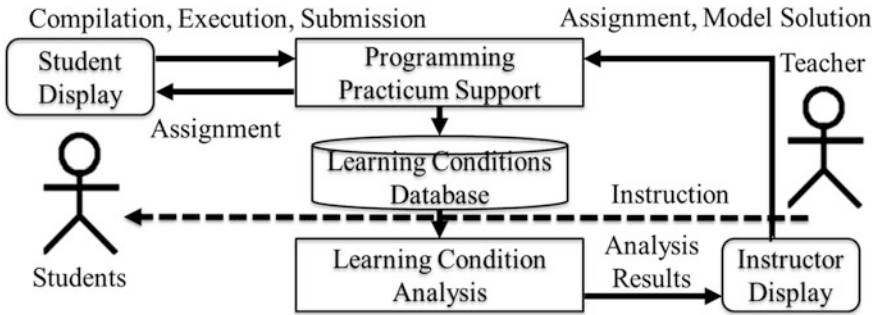 Compilation, Execution, Submission
Assignment, Model Solution
Student
Display
Programming
Practicum Support
Teacher
Assignment
Learning Conditions
Database
Instruction
Students
Learning Condition
Analysis
Analysis
Results
Instructor
Display